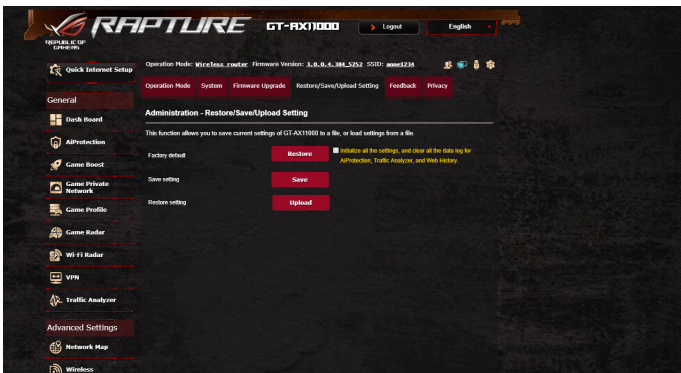 RAPTURE GT-AX11000 Logout English
REPUBLIC OF
GAMERS
Operation Mode: Wireless router Firmware Version: 3.0.0.4.384_5252 SSID: anne1234
Quick Internet Setup
Operation Mode System Firmware Upgrade Restore/Save/Upload Setting Feedback Privacy
General
Administration - Restore/Save/Upload Setting
Dash Board
This function allows you to save current settings of GT-AX11000 to a file, or load settings from a file.
AiProtection
Factory default Restore Initialize all the settings, and clear all the data log for
AiProtection, Traffic Analyzer, and Web History.
Game Boost
Save setting Save
Game Private
Network
Restore setting Upload
Game Profile
Game Radar
Wi-Fi Radar
VPN
Traffic Analyzer
Advanced Settings
Network Map
Wireless